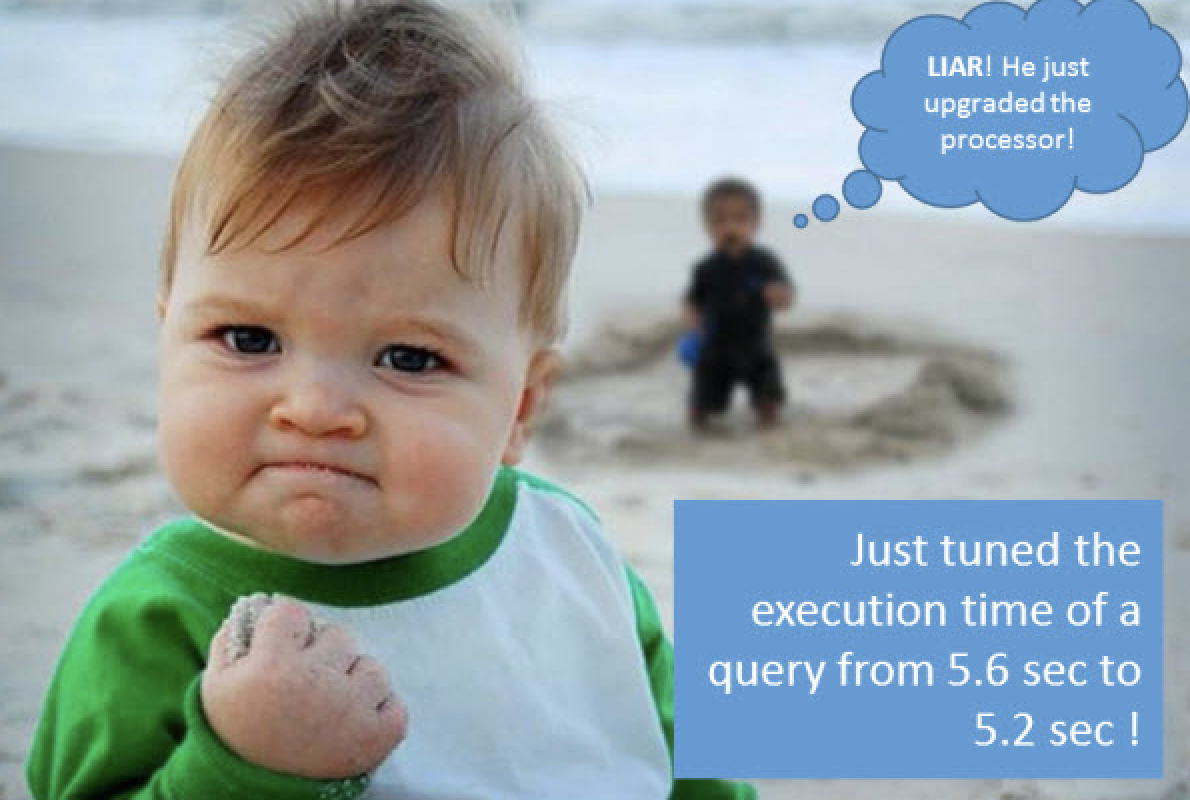 LIAR! He just
upgraded the
processor!
Just tuned the
execution time of a
query from 5.6 sec to
5.2 sec !